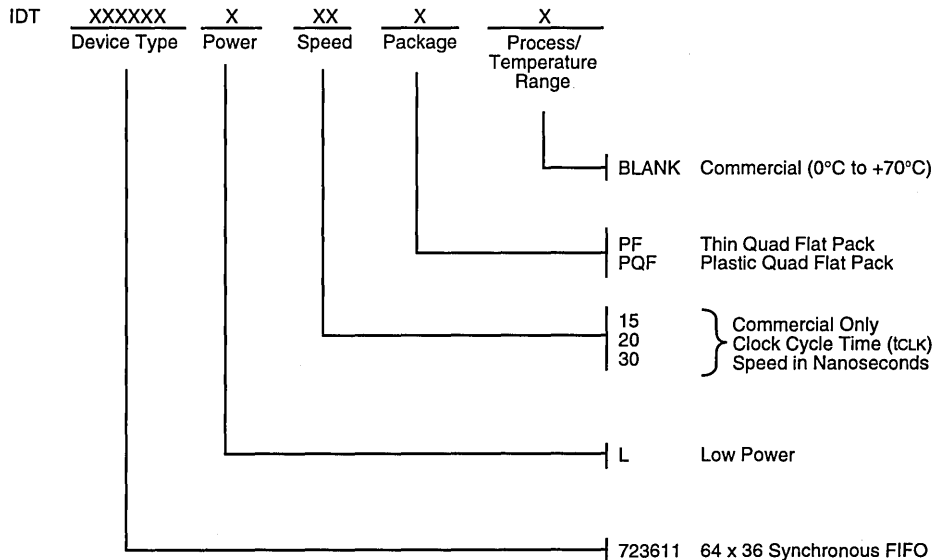 IDT XXXXXX X XX X X
Device Type Power Speed Package Process/
Temperature
Range
BLANK Commercial (0°C to +70°C)
PF Thin Quad Flat Pack
PQF Plastic Quad Flat Pack
15
20
30
Commercial Only
Clock Cycle Time (tCLK)
Speed in Nanoseconds
L Low Power
723611 64 x 36 Synchronous FIFO